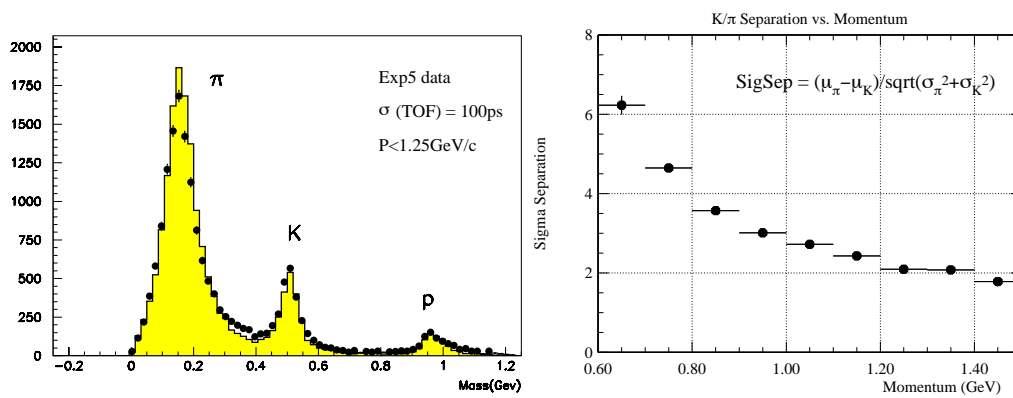 2000
1750
1500
1250
1000
750
500
250
0
-0.2
0
0.2
0.4
0.6
0.8
1
1.2
Mass(Gev)
π
K
p
Exp5 data
σ (TOF) = 100ps
P<1.25GeV/c
K/π Separation vs. Momentum
8
6
4
2
0
Sigma Separation
SigSep = (μπ−μK)/sqrt(σπ²+σK²)
0.60
0.80
1.00
1.20
1.40
Momentum (GeV)